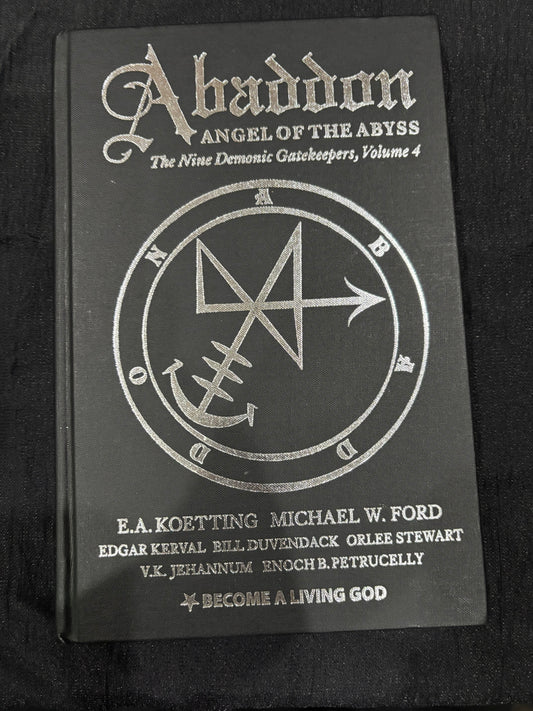 Abaddon
ANGEL OF THE ABYSS
The Nine Demonic Gatekeepers, Volume 4
A B A D D O N
E.A. KOETTING MICHAEL W. FORD
EDGAR KERVAL BILL DUVENDACK ORLEE STEWART
V.K. JEHANNUM ENOCH B. PETRUCELLY
BECOME A LIVING GOD